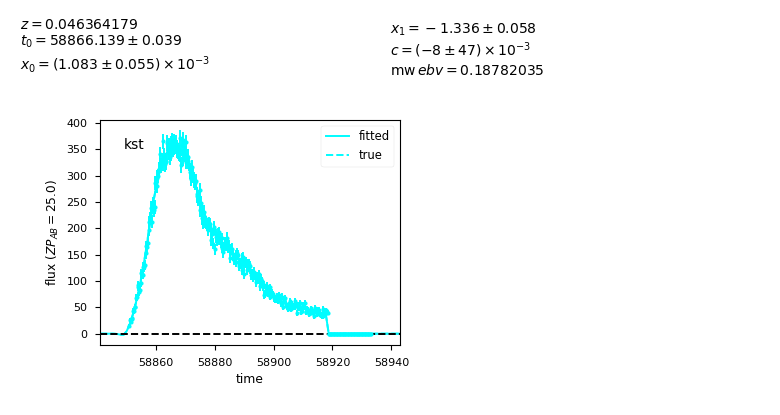 z = 0.046364179
t₀ = 58866.139 ± 0.039
x₀ = (1.083 ± 0.055) × 10⁻³
x₁ = − 1.336 ± 0.058
c = (−8 ± 47) × 10⁻³
mw ebv = 0.18782035
kst
fitted
true
flux (ZP_AB = 25.0)
400
350
300
250
200
150
100
50
0
58860 58880 58900 58920 58940
time